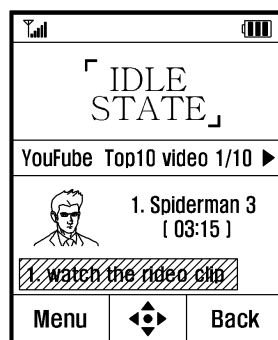 IDLE
STATE
YouFube Top10 video 1/10
1. Spiderman 3
[ 03:15 ]
1. watch the rideo clip
Menu Back